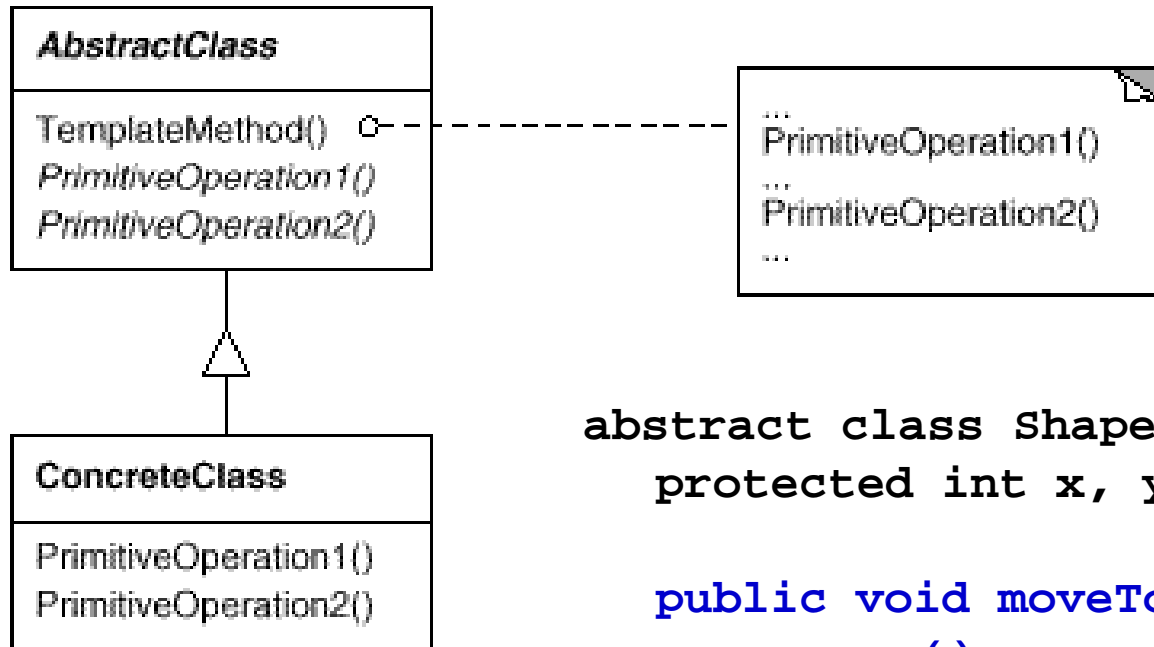 AbstractClass
TemplateMethod()
PrimitiveOperation1()
PrimitiveOperation2()
...
PrimitiveOperation1()
...
PrimitiveOperation2()
...
ConcreteClass
PrimitiveOperation1()
PrimitiveOperation2()
abstract class Shape
protected int x, y
public void moveTo
()